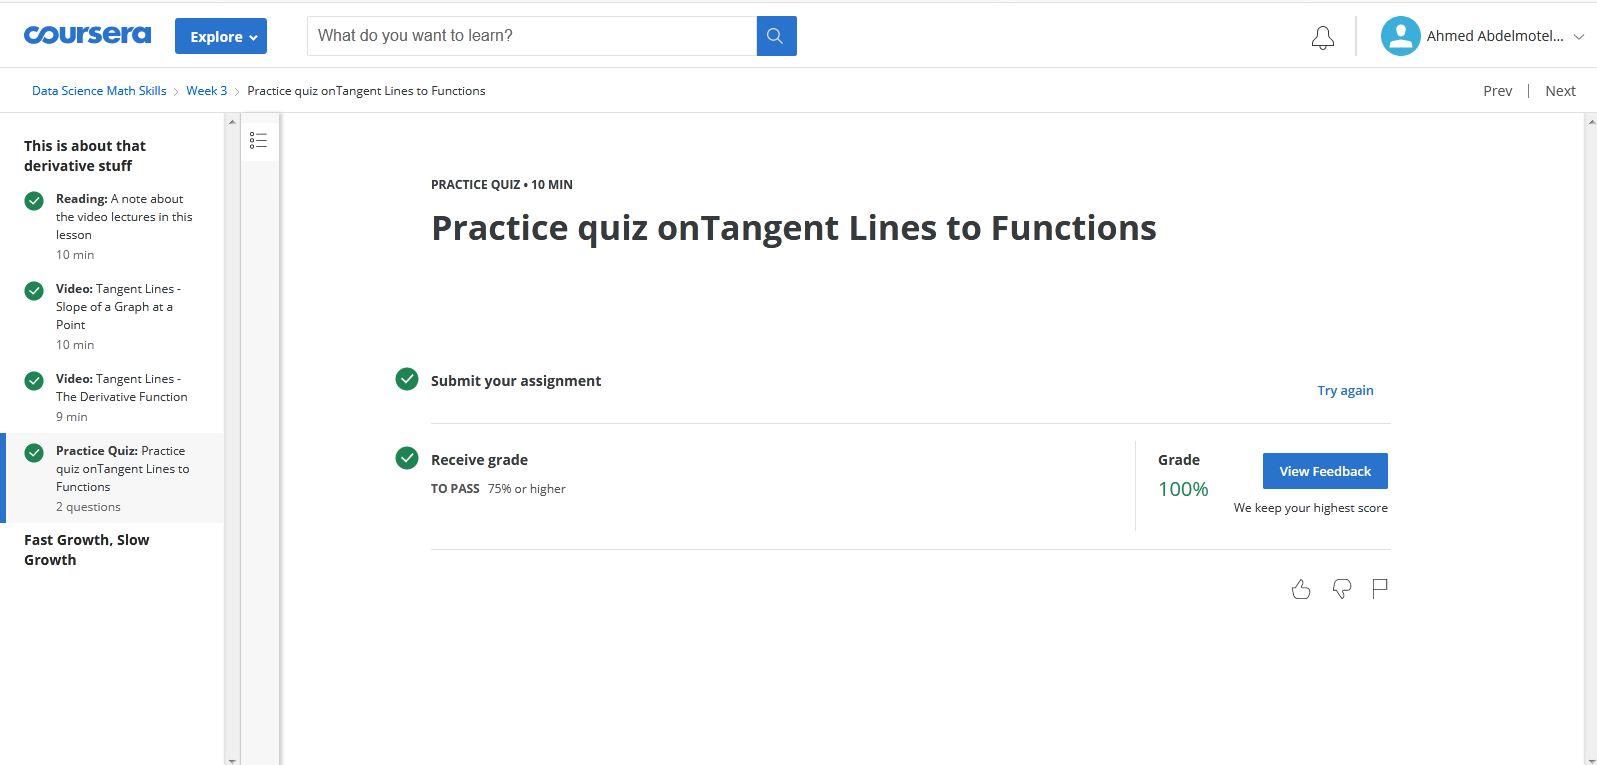 coursera
Explore
What do you want to learn?
Ahmed Abdelmotel...
Data Science Math Skills > Week 3 > Practice quiz onTangent Lines to Functions
Prev | Next
This is about that
derivative stuff
Reading: A note about
the video lectures in this
lesson
10 min
Video: Tangent Lines -
Slope of a Graph at a
Point
10 min
Video: Tangent Lines -
The Derivative Function
9 min
Practice Quiz: Practice
quiz onTangent Lines to
Functions
2 questions
Fast Growth, Slow
Growth
PRACTICE QUIZ • 10 MIN
Practice quiz onTangent Lines to Functions
Submit your assignment
Try again
Receive grade
TO PASS 75% or higher
Grade
100%
View Feedback
We keep your highest score